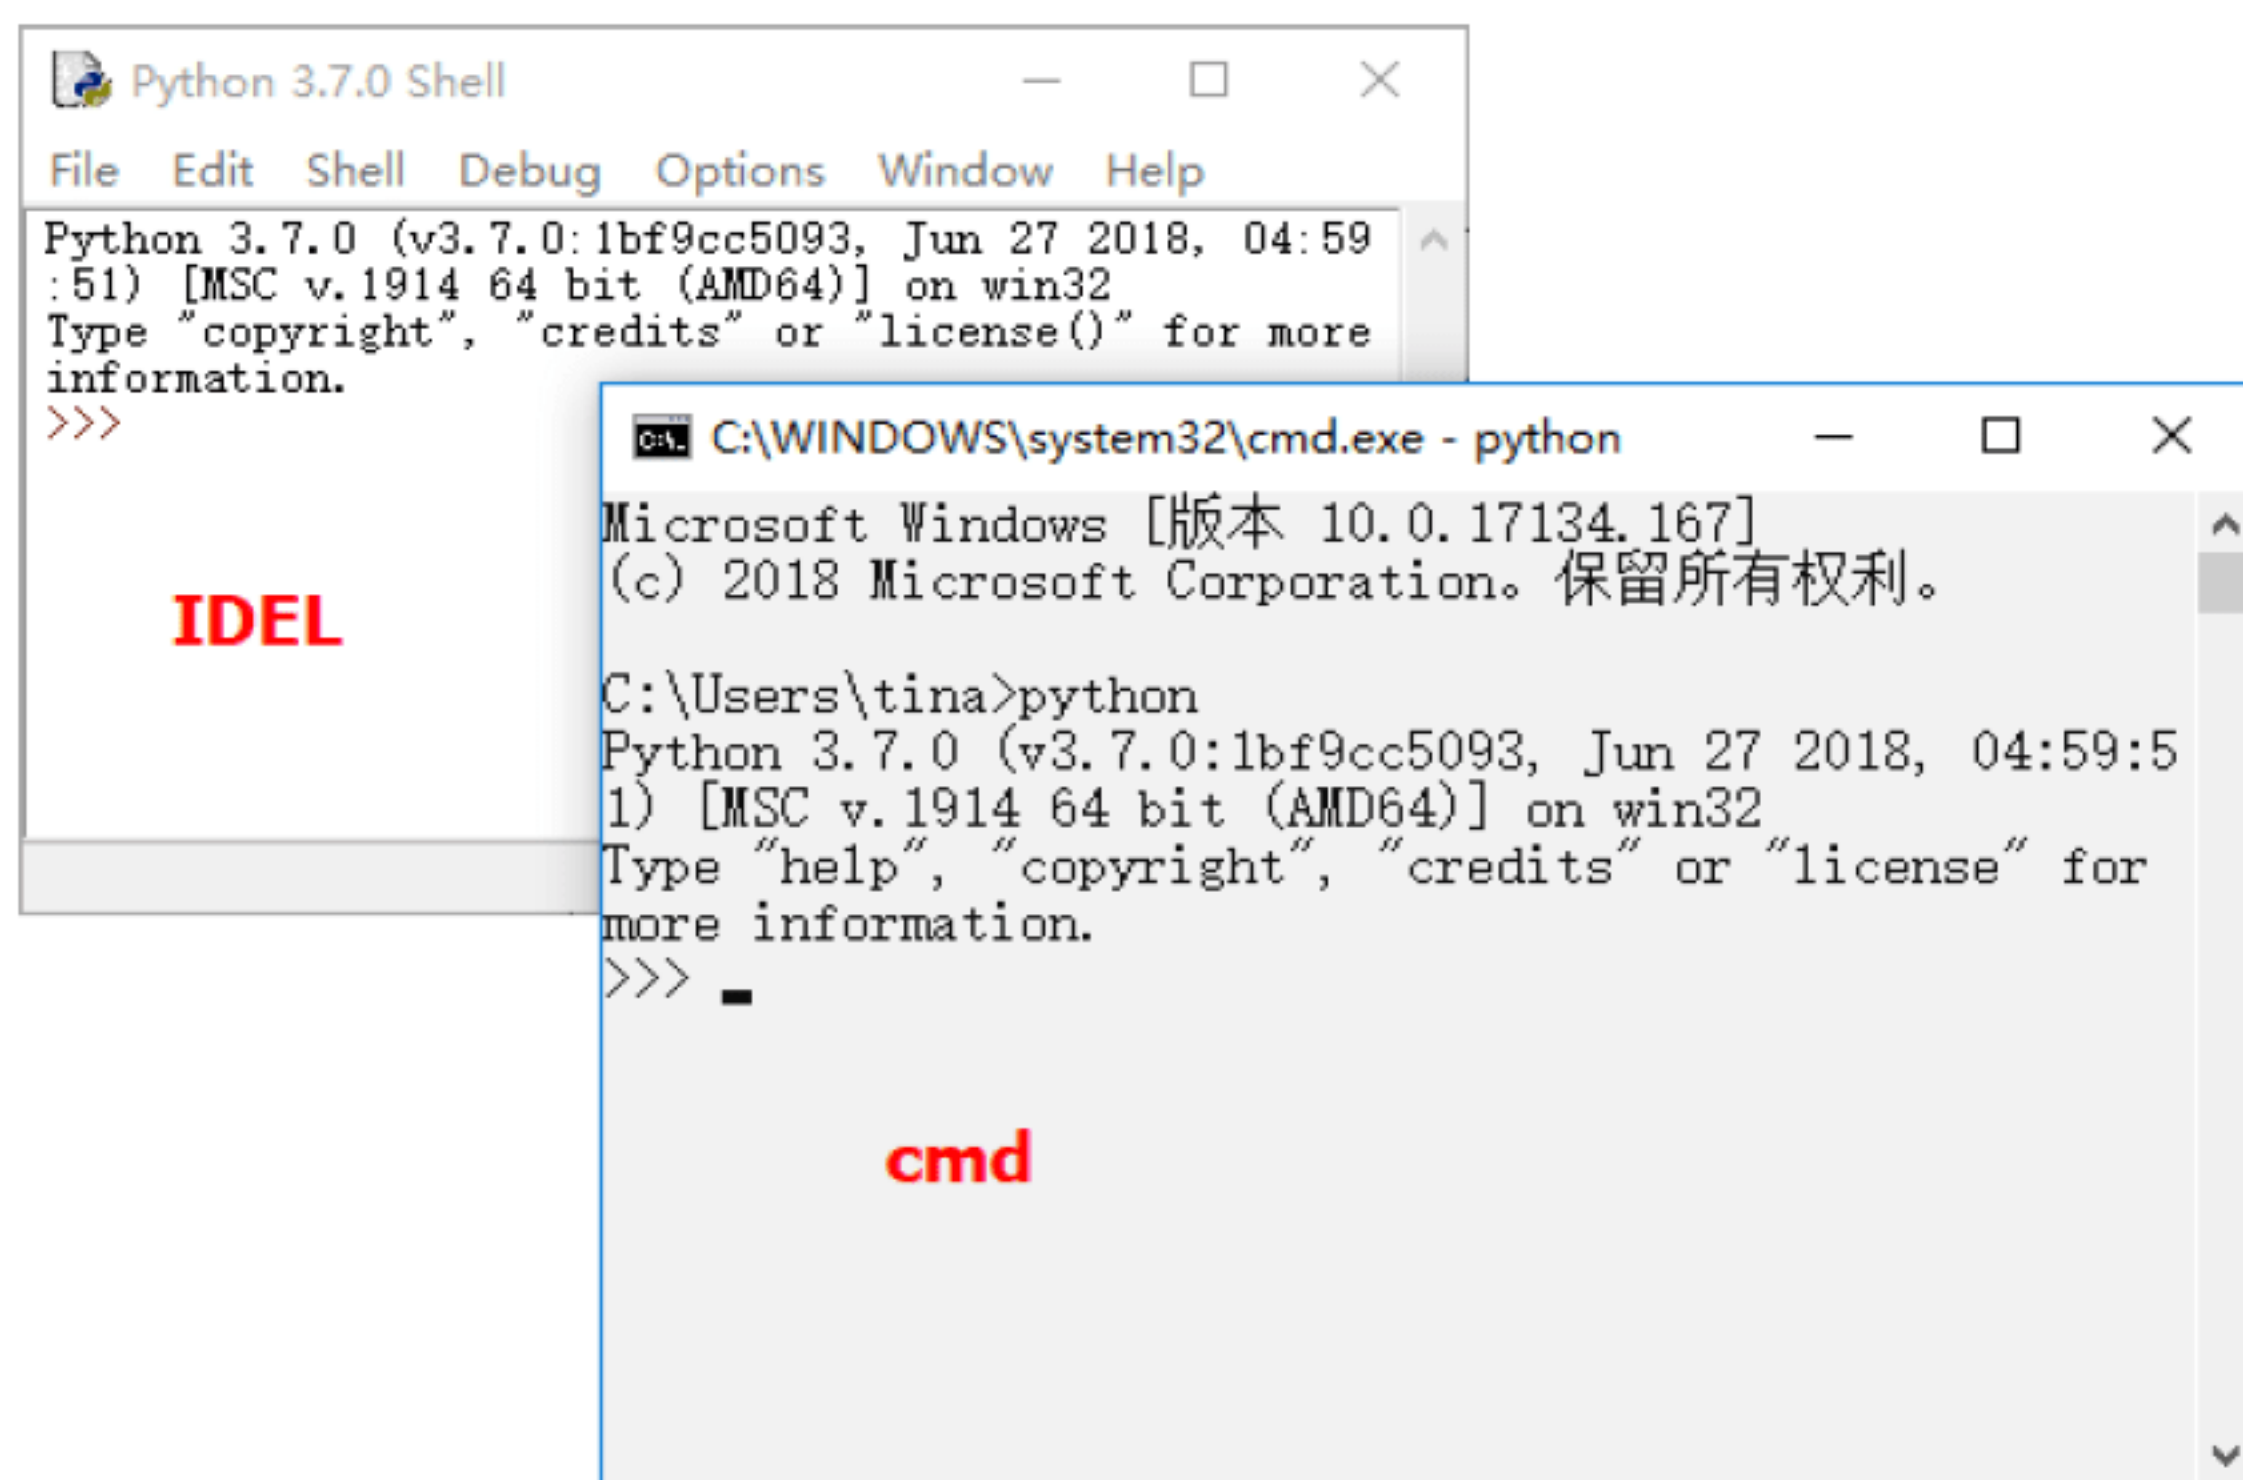 Python 3.7.0 Shell
File Edit Shell Debug Options Window Help
Python 3.7.0 (v3.7.0:1bf9cc5093, Jun 27 2018, 04:59
:51) [MSC v.1914 64 bit (AMD64)] on win32
Type "copyright", "credits" or "license()" for more
information.
>>>
IDEL
C:\WINDOWS\system32\cmd.exe - python
Microsoft Windows [版本 10.0.17134.167]
(c) 2018 Microsoft Corporation。保留所有权利。
C:\Users\tina>python
Python 3.7.0 (v3.7.0:1bf9cc5093, Jun 27 2018, 04:59:5
1) [MSC v.1914 64 bit (AMD64)] on win32
Type "help", "copyright", "credits" or "license" for
more information.
>>>
cmd